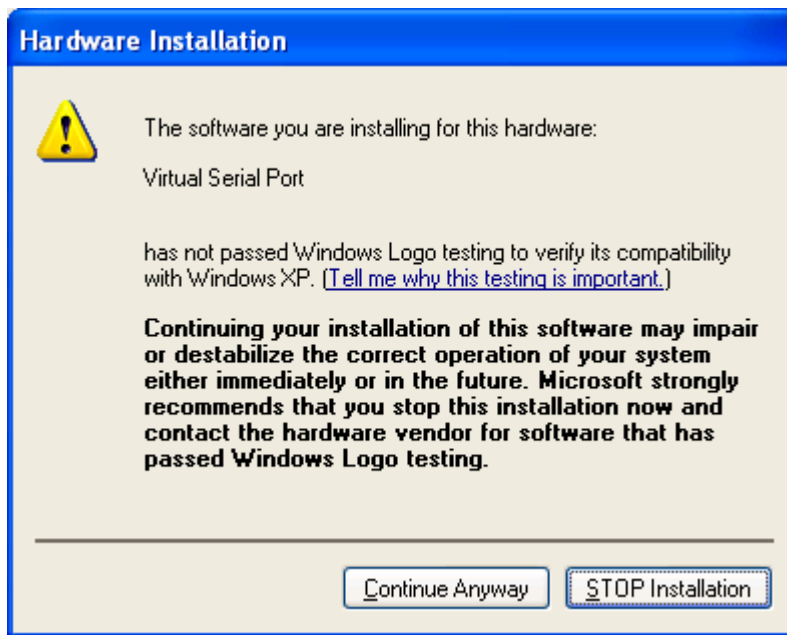 Hardware Installation
The software you are installing for this hardware:
Virtual Serial Port
has not passed Windows Logo testing to verify its compatibility
with Windows XP. (Tell me why this testing is important.)
Continuing your installation of this software may impair
or destabilize the correct operation of your system
either immediately or in the future. Microsoft strongly
recommends that you stop this installation now and
contact the hardware vendor for software that has
passed Windows Logo testing.
Continue Anyway
STOP Installation